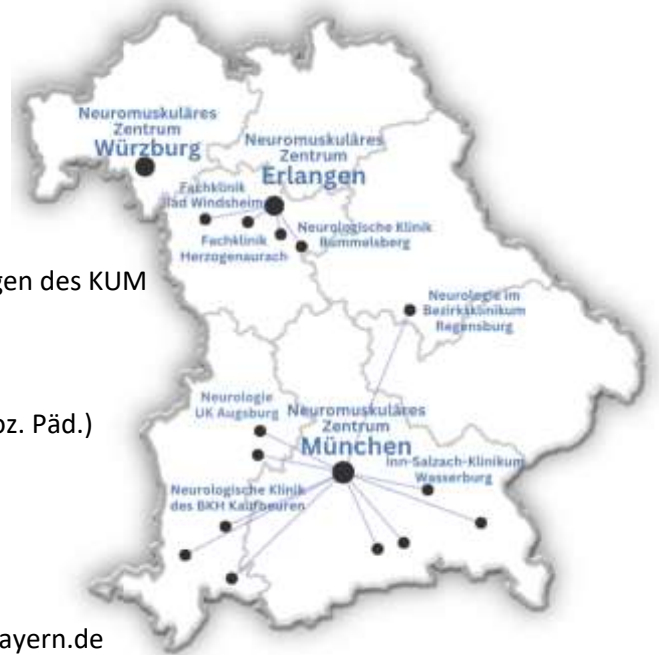 Neuromuskuläres
Zentrum
Würzburg
Neuromuskuläres
Zentrum
Erlangen
Fachklinik
Bad Windsheim
Neurologische Klinik
Rummelsberg
Fachklinik
Herzogenaurach
gen des KUM
Neurologie im
Bezirksklinikum
Regensburg
oz. Päd.)
Neurologie
UK Augsburg
Neuromuskuläres
Zentrum
München
Inn-Salzach-Klinikum
Wasserburg
Neurologische Klinik
des BKH Kaufbeuren
ayern.de